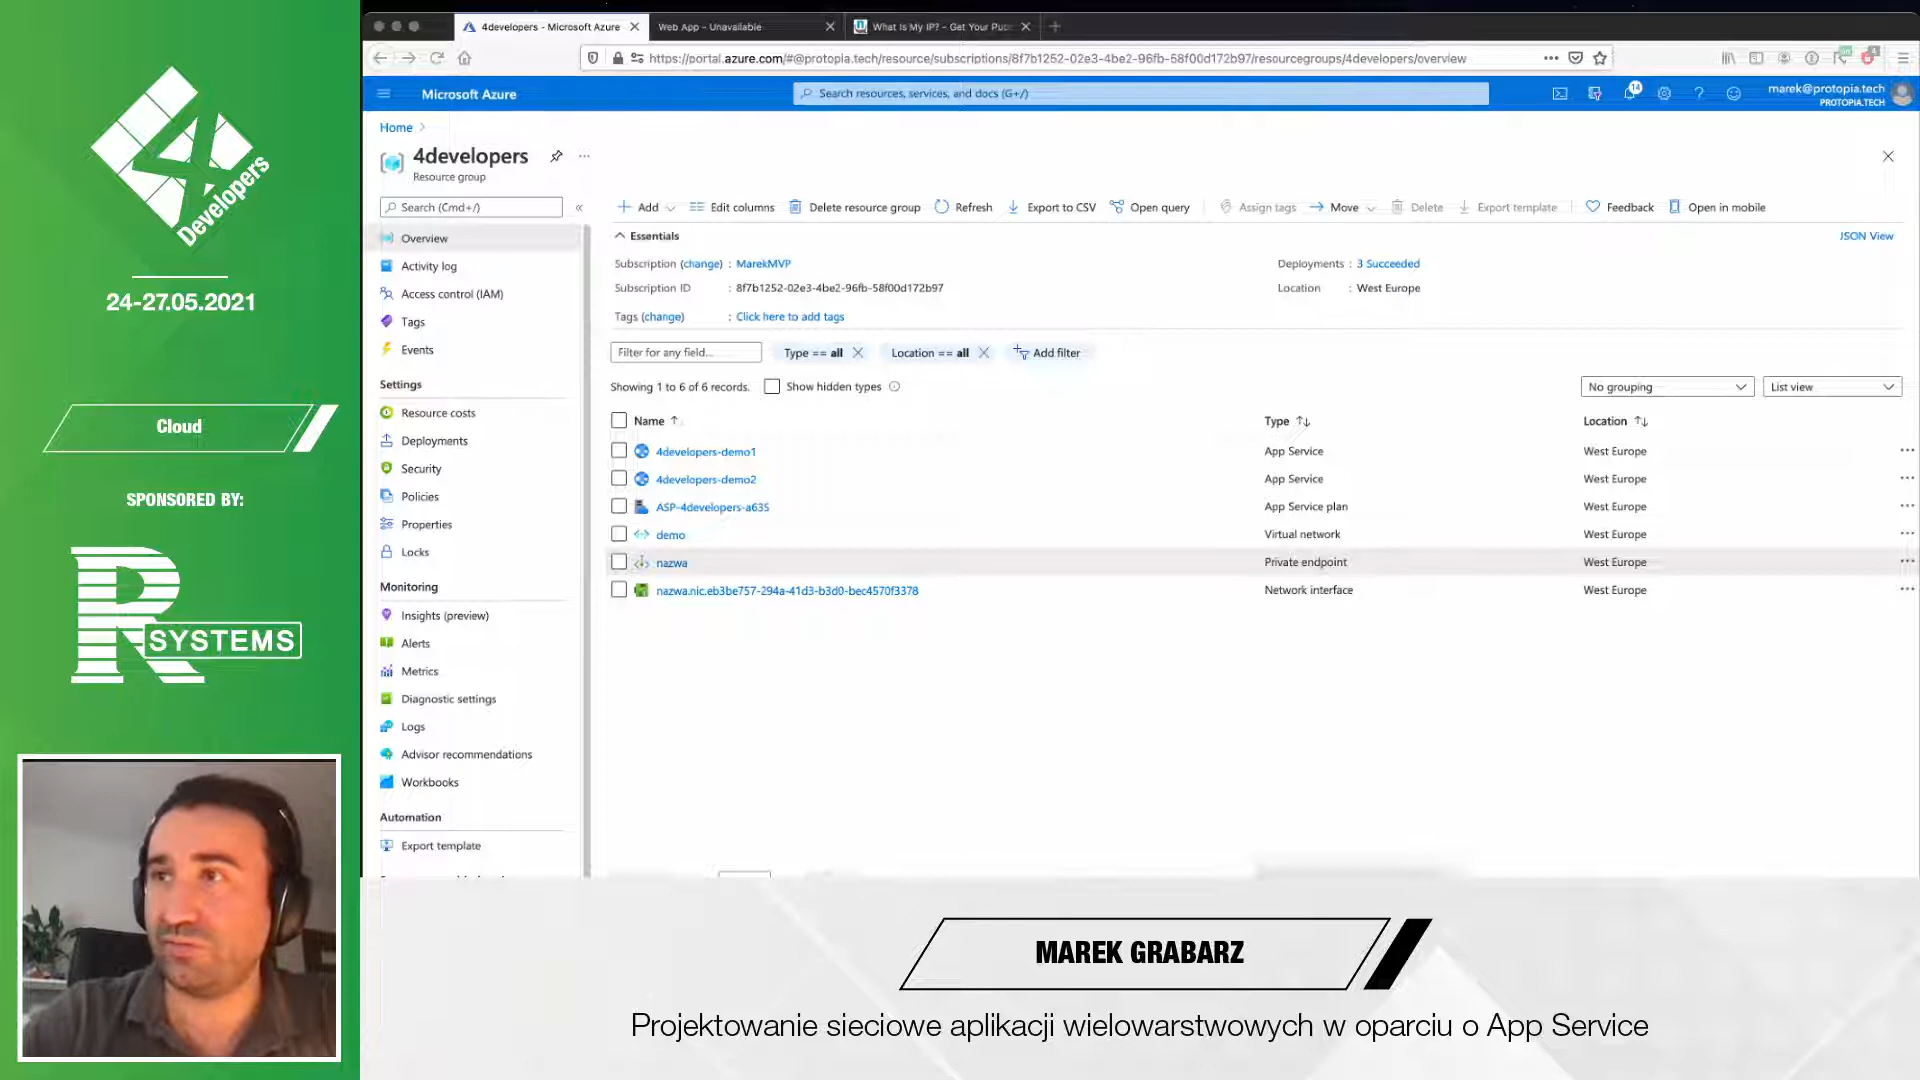 4 Developers
24-27.05.2021
Cloud
SPONSORED BY:
R SYSTEMS
4developers - Microsoft Azure
Web App - Unavailable
What Is My IP? - Get Your Pu
https://portal.azure.com/#@protopia.tech/resource/subscriptions/8f7b1252-02e3-4be2-96fb-58f00d172b97/resourcegroups/4developers/overview
Microsoft Azure
Search resources, services, and docs (G+/)
14
marek@protopia.tech
PROTOPIA.TECH
Home
4developers
Resource group
Search (Cmd+/)
Add
Edit columns
Delete resource group
Refresh
Export to CSV
Open query
Assign tags
Move
Delete
Export template
Feedback
Open in mobile
Overview
Activity log
Access control (IAM)
Tags
Events
Settings
Resource costs
Deployments
Security
Policies
Properties
Locks
Monitoring
Insights (preview)
Alerts
Metrics
Diagnostic settings
Logs
Advisor recommendations
Workbooks
Automation
Export template
Essentials
JSON View
Subscription (change) : MarekMVP
Deployments : 3 Succeeded
Subscription ID : 8f7b1252-02e3-4be2-96fb-58f00d172b97
Location : West Europe
Tags (change) : Click here to add tags
Filter for any field...
Type == all
Location == all
Add filter
Showing 1 to 6 of 6 records.
Show hidden types
No grouping
List view
Name Type Location
4developers-demo1 App Service West Europe
4developers-demo2 App Service West Europe
ASP-4developers-a635 App Service plan West Europe
demo Virtual network West Europe
nazwa Private endpoint West Europe
nazwa.nic.eb3be757-294a-41d3-b3d0-bec4570f3378 Network interface West Europe
MAREK GRABARZ
Projektowanie sieciowe aplikacji wielowarstwowych w oparciu o App Service